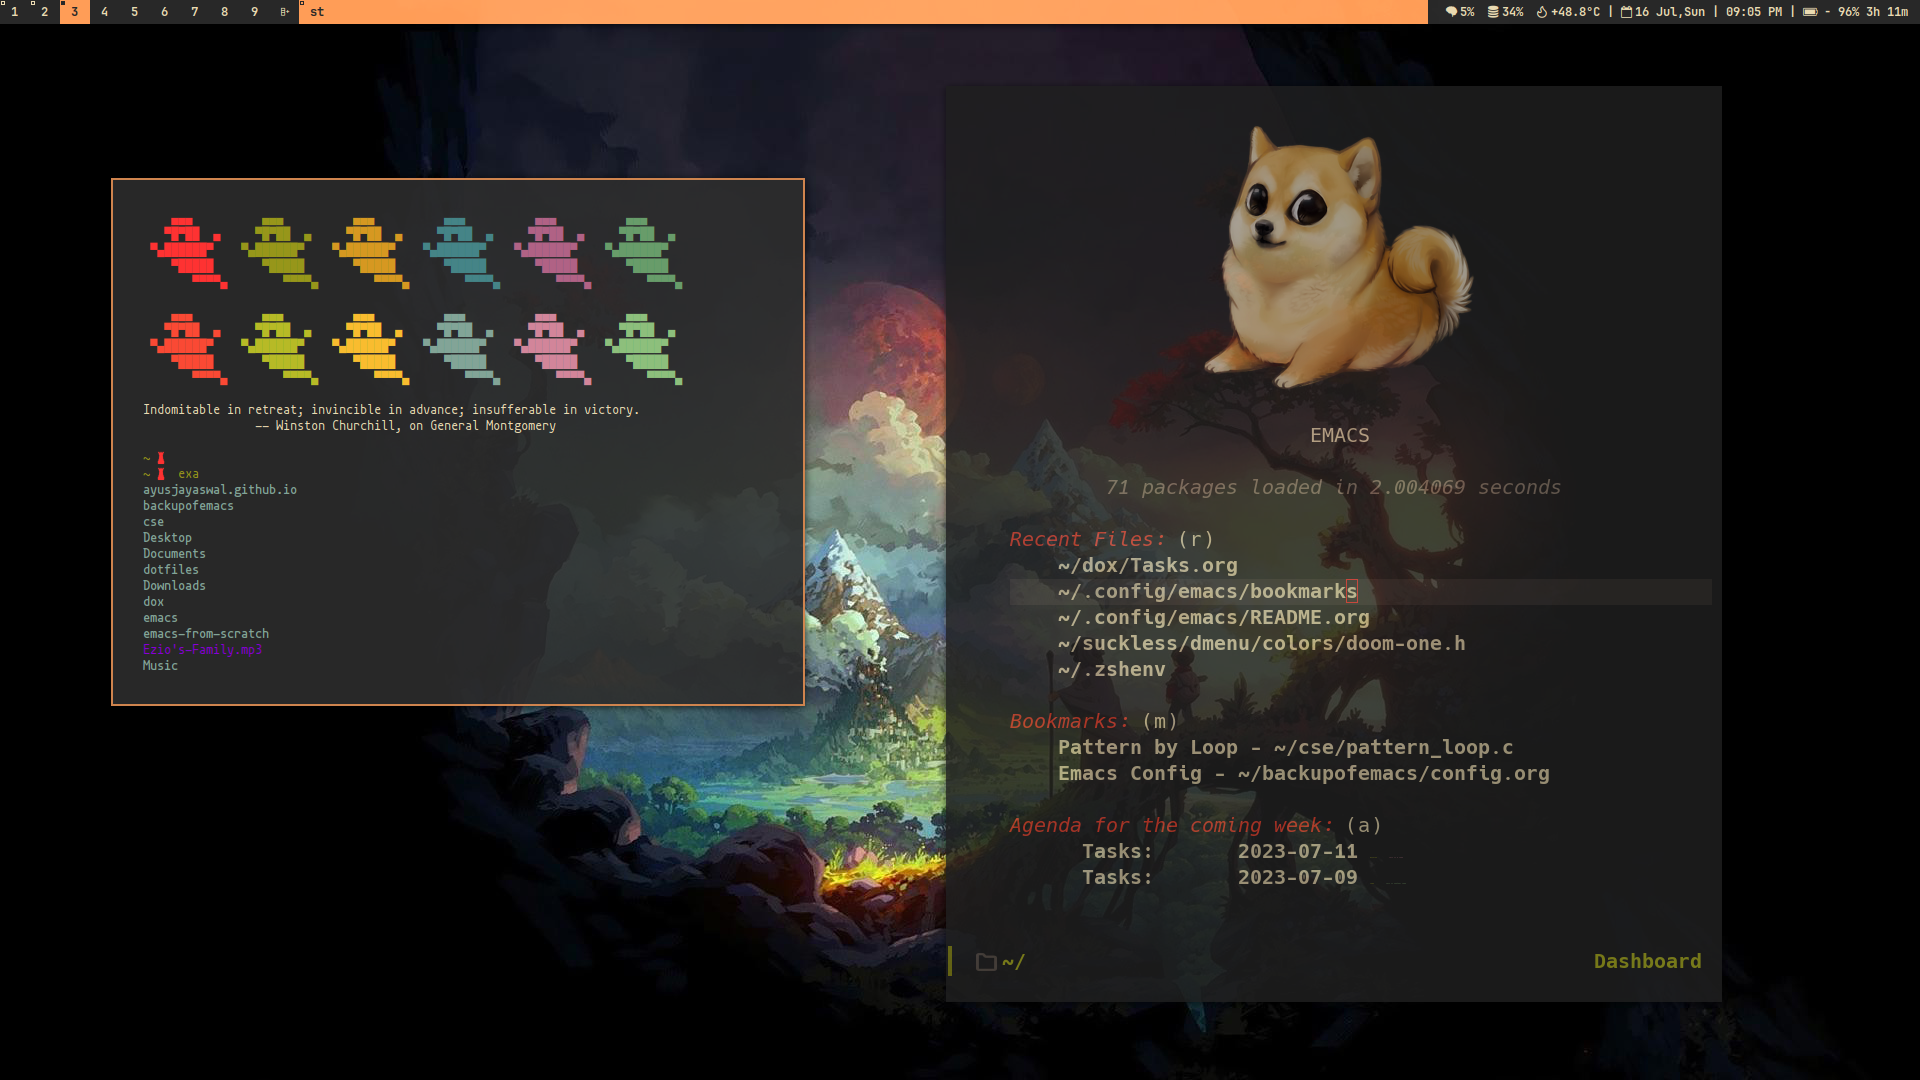 1 2 3 4 5 6 7 8 9 st 5% 34% +48.8°C | 16 Jul,Sun | 09:05 PM | - 96% 3h 11m
Indomitable in retreat; invincible in advance; insufferable in victory.
-- Winston Churchill, on General Montgomery
~
~ exa
ayusjayaswal.github.io
backupofemacs
cse
Desktop
Documents
dotfiles
Downloads
dox
emacs
emacs-from-scratch
Ezio's-Family.mp3
Music
EMACS
71 packages loaded in 2.004069 seconds
Recent Files: (r)
~/dox/Tasks.org
~/.config/emacs/bookmarks
~/.config/emacs/README.org
~/suckless/dmenu/colors/doom-one.h
~/.zshenv
Bookmarks: (m)
Pattern by Loop - ~/cse/pattern_loop.c
Emacs Config - ~/backupofemacs/config.org
Agenda for the coming week: (a)
Tasks: 2023-07-11
Tasks: 2023-07-09
~/ Dashboard